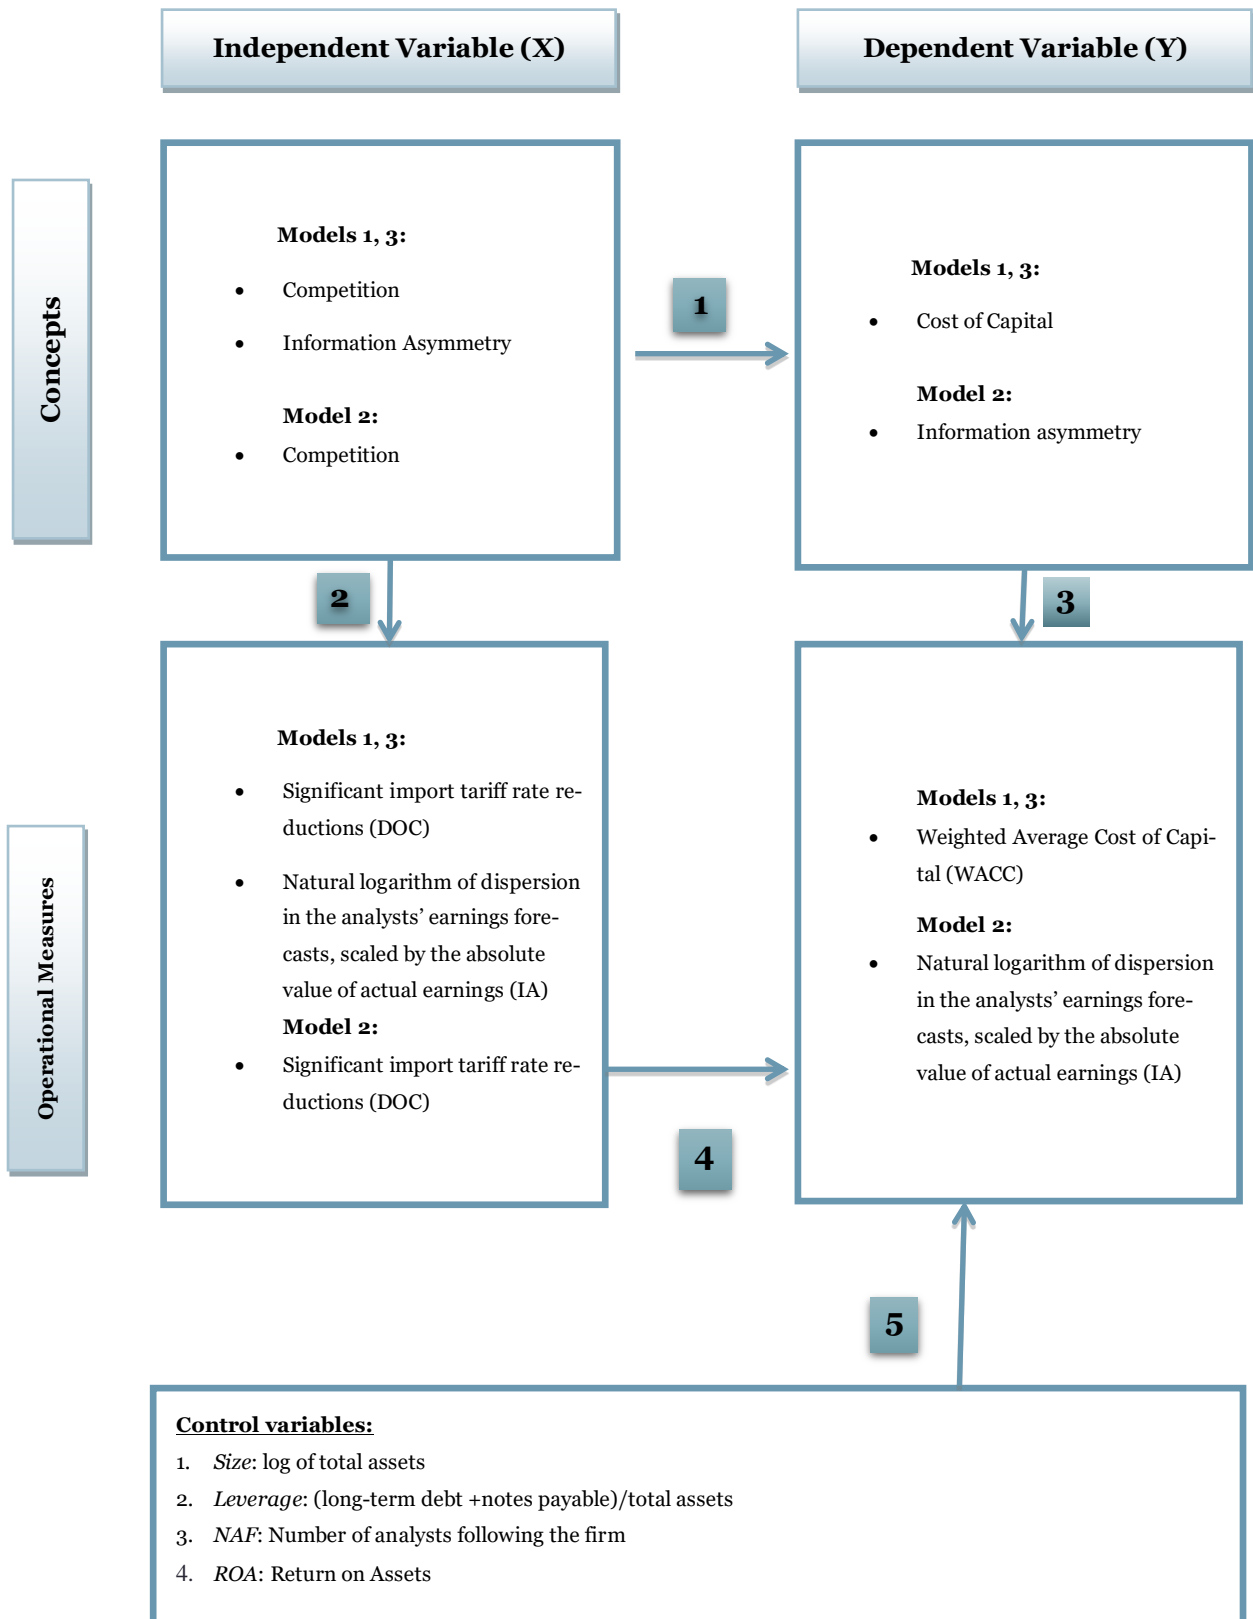 Independent Variable (X)
Dependent Variable (Y)
Concepts
Models 1, 3:
• Competition
• Information Asymmetry
Model 2:
• Competition
1
Models 1, 3:
• Cost of Capital
Model 2:
• Information asymmetry
2
3
Operational Measures
Models 1, 3:
• Significant import tariff rate re-
ductions (DOC)
• Natural logarithm of dispersion
in the analysts’ earnings fore-
casts, scaled by the absolute
value of actual earnings (IA)
Model 2:
• Significant import tariff rate re-
ductions (DOC)
4
Models 1, 3:
• Weighted Average Cost of Capi-
tal (WACC)
Model 2:
• Natural logarithm of dispersion
in the analysts’ earnings fore-
casts, scaled by the absolute
value of actual earnings (IA)
5
Control variables:
1. Size: log of total assets
2. Leverage: (long-term debt +notes payable)/total assets
3. NAF: Number of analysts following the firm
4. ROA: Return on Assets